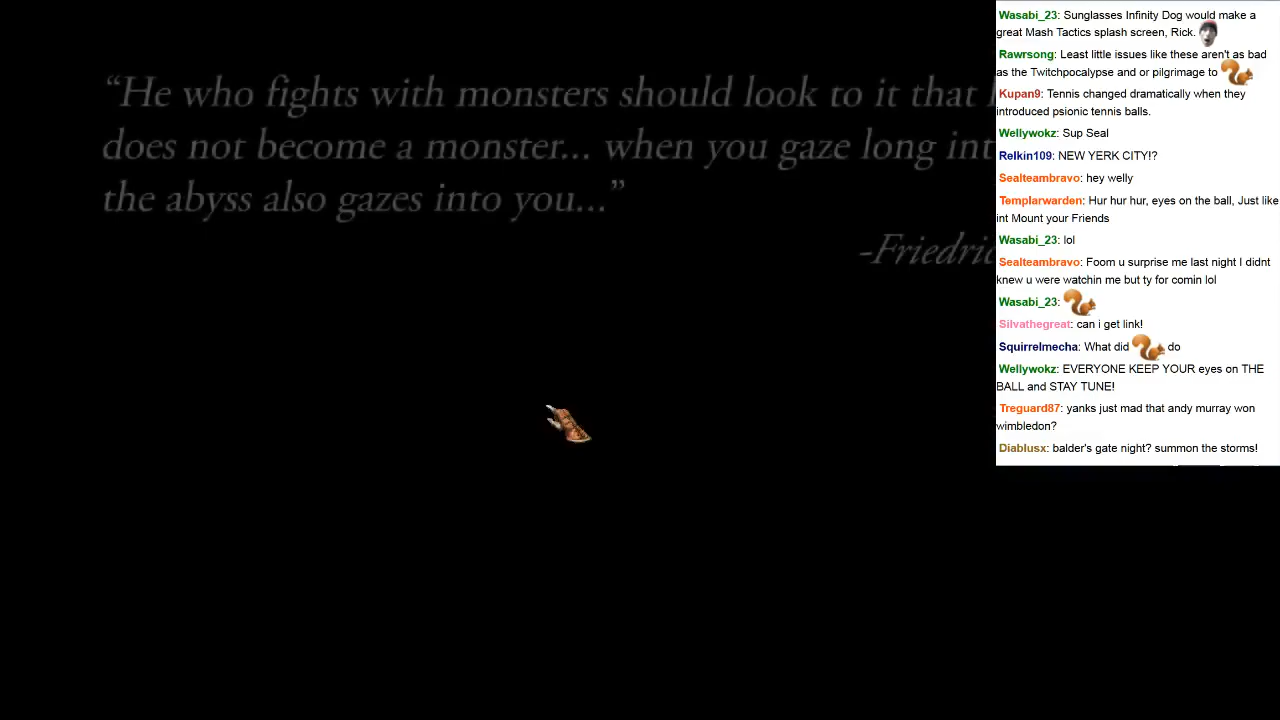 “He who fights with monsters should look to it that
does not become a monster... when you gaze long int
the abyss also gazes into you...”
-Friedric
Wasabi_23: Sunglasses Infinity Dog would make a
great Mash Tactics splash screen, Rick.
Rawrsong: Least little issues like these aren't as bad
as the Twitchpocalypse and or pilgrimage to
Kupan9: Tennis changed dramatically when they
introduced psionic tennis balls.
Wellywokz: Sup Seal
Relkin109: NEW YERK CITY!?
Sealteambravo: hey welly
Templarwarden: Hur hur hur, eyes on the ball, Just like
int Mount your Friends
Wasabi_23: lol
Sealteambravo: Foom u surprise me last night I didnt
knew u were watchin me but ty for comin lol
Wasabi_23:
Silvathegreat: can i get link!
Squirrelmecha: What did do
Wellywokz: EVERYONE KEEP YOUR eyes on THE
BALL and STAY TUNE!
Treguard87: yanks just mad that andy murray won
wimbledon?
Diablusx: balder's gate night? summon the storms!